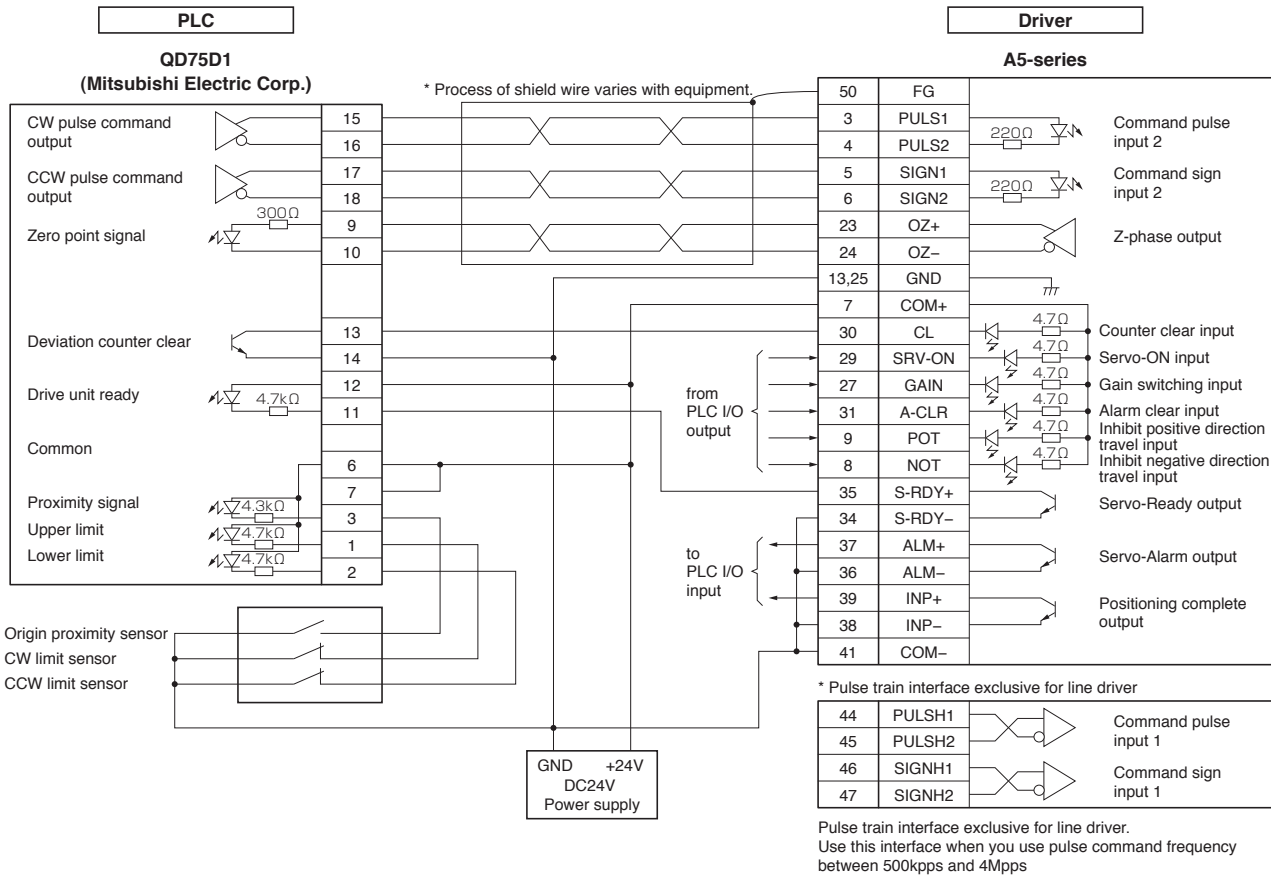 PLC
Driver
QD75D1
(Mitsubishi Electric Corp.)
A5-series
* Process of shield wire varies with equipment.
CW pulse command
output
15
16
CCW pulse command
output
17
18
Zero point signal
300Ω
9
10
Deviation counter clear
13
14
Drive unit ready
4.7kΩ
12
11
Common
6
7
Proximity signal
4.3kΩ
3
Upper limit
4.7kΩ
1
Lower limit
4.7kΩ
2
Origin proximity sensor
CW limit sensor
CCW limit sensor
GND +24V
DC24V
Power supply
from
PLC I/O
output
to
PLC I/O
input
50 FG
3 PULS1
4 PULS2
220Ω
Command pulse
input 2
5 SIGN1
6 SIGN2
220Ω
Command sign
input 2
23 OZ+
24 OZ−
Z-phase output
13,25 GND
7 COM+
30 CL 4.7Ω Counter clear input
29 SRV-ON 4.7Ω Servo-ON input
27 GAIN 4.7Ω Gain switching input
31 A-CLR 4.7Ω Alarm clear input
9 POT 4.7Ω Inhibit positive direction
travel input
8 NOT 4.7Ω Inhibit negative direction
travel input
35 S-RDY+
34 S-RDY−
Servo-Ready output
37 ALM+
36 ALM−
Servo-Alarm output
39 INP+
38 INP−
Positioning complete
output
41 COM−
* Pulse train interface exclusive for line driver
44 PULSH1
45 PULSH2
Command pulse
input 1
46 SIGNH1
47 SIGNH2
Command sign
input 1
Pulse train interface exclusive for line driver.
Use this interface when you use pulse command frequency
between 500kpps and 4Mpps